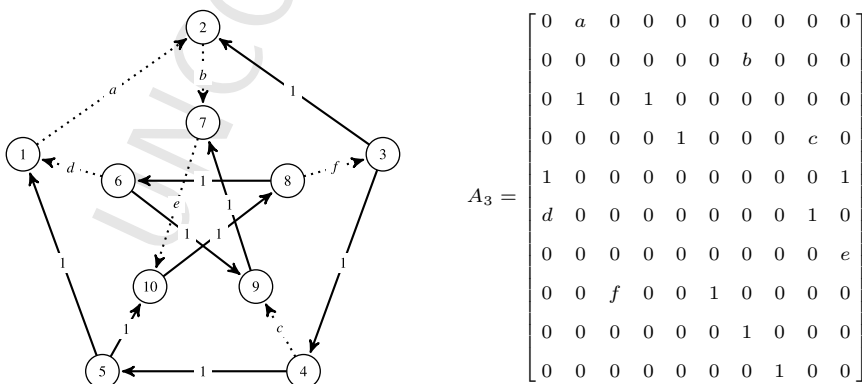 2
b
a
1
7
1
3
d
f
6
1
8
e
1
1
1
1
1
10
9
1
c
5
1
4
A₃ =
0 a 0 0 0 0 0 0 0 0
0 0 0 0 0 0 b 0 0 0
0 1 0 1 0 0 0 0 0 0
0 0 0 0 1 0 0 0 c 0
1 0 0 0 0 0 0 0 0 1
d 0 0 0 0 0 0 0 1 0
0 0 0 0 0 0 0 0 0 e
0 0 f 0 0 1 0 0 0 0
0 0 0 0 0 0 1 0 0 0
0 0 0 0 0 0 0 1 0 0